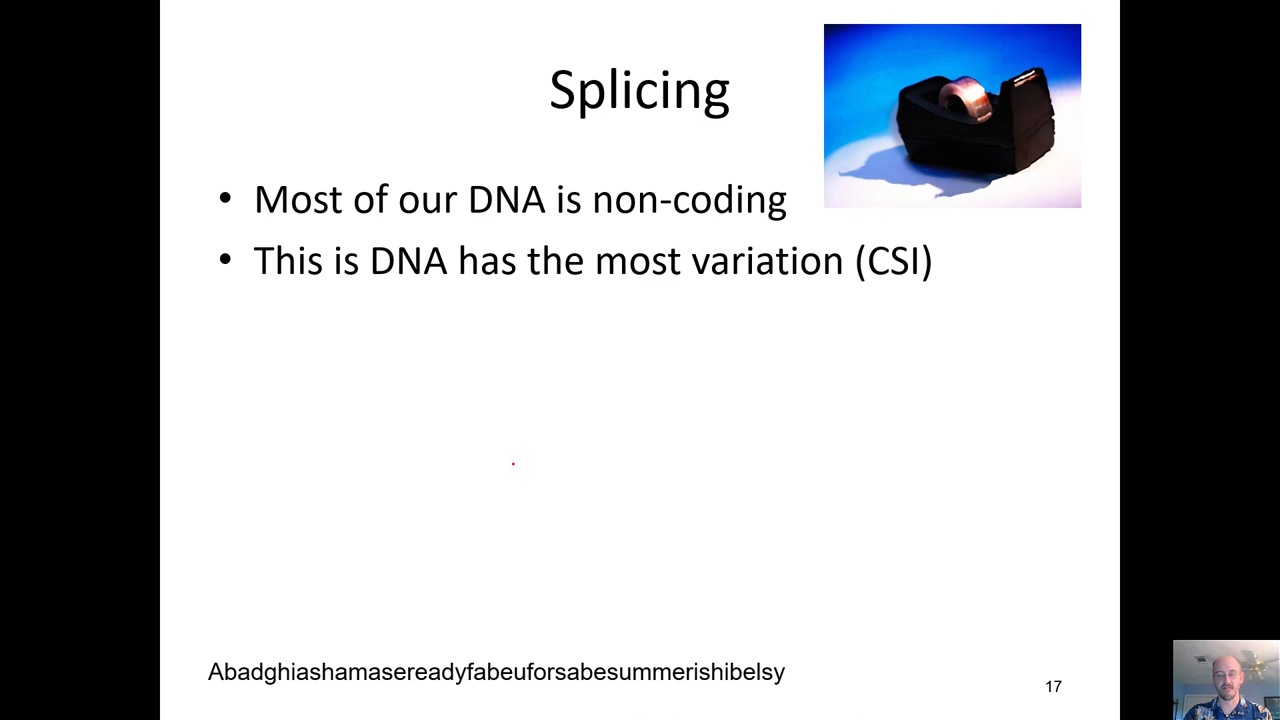 Splicing
• Most of our DNA is non-coding
• This is DNA has the most variation (CSI)
Abadghiashamasereadyfabeuforsabesummerishibelsy
17